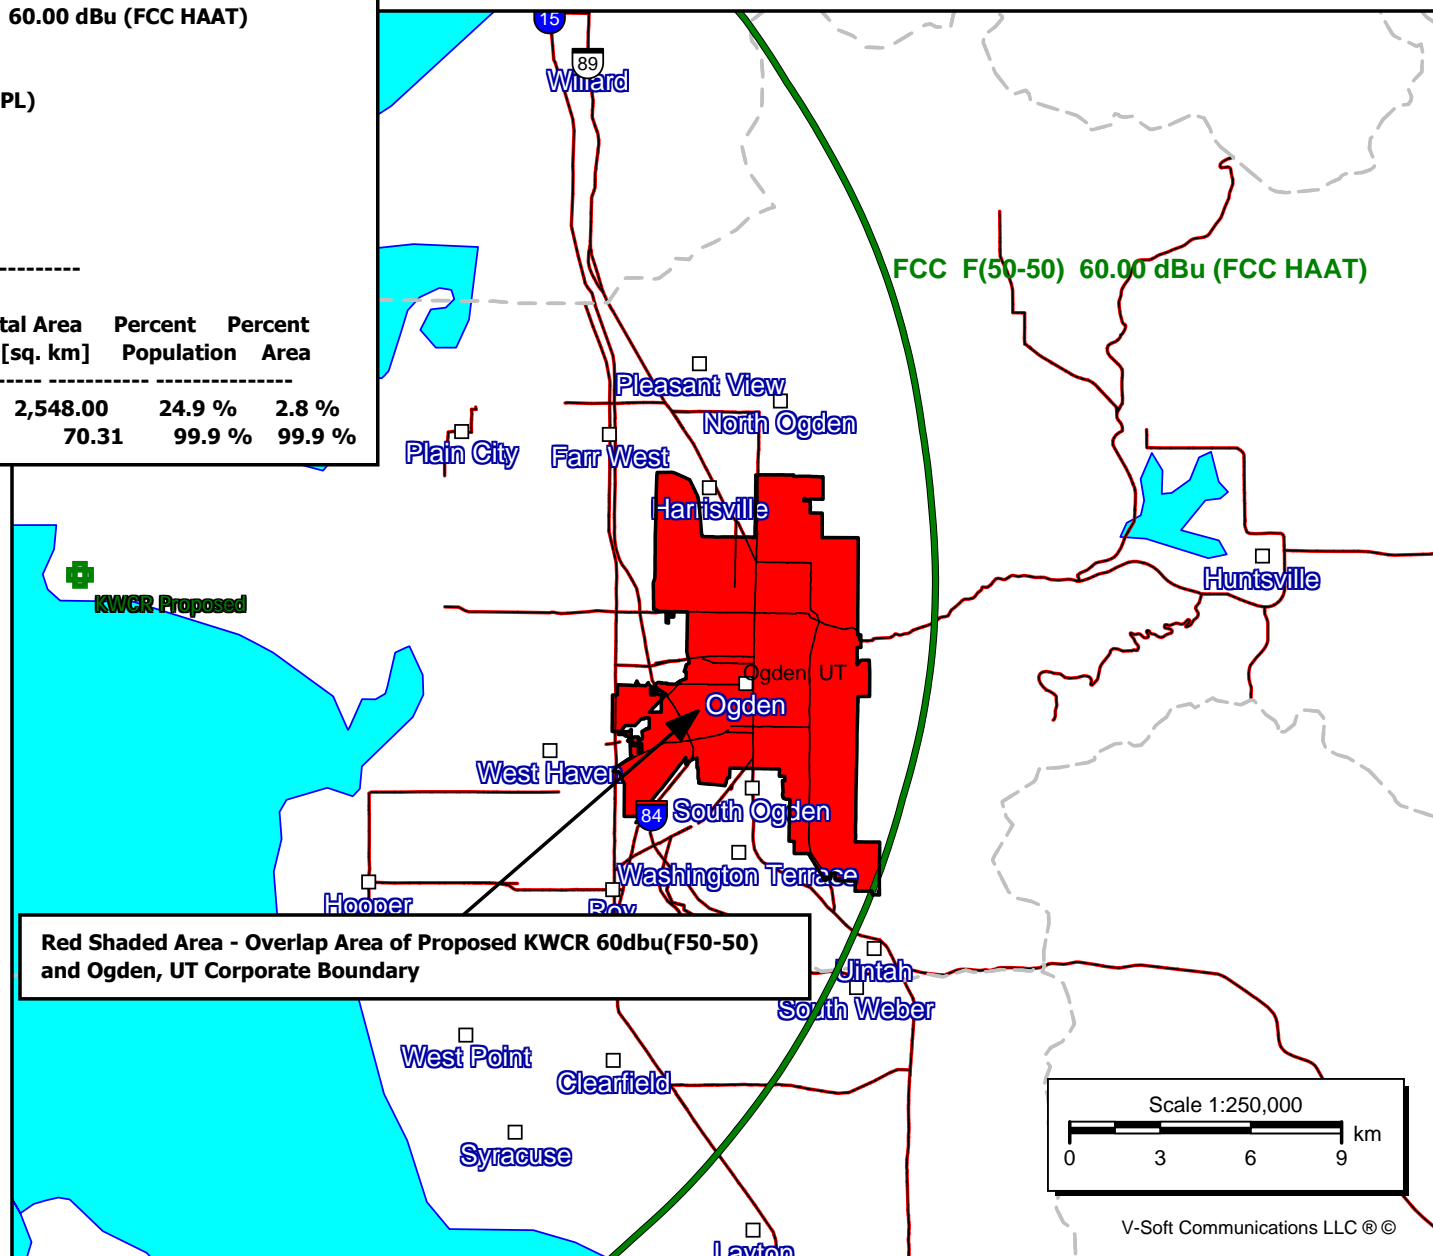 60.00 dBu (FCC HAAT)
PL)
----------
tal Area Percent Percent
[sq. km] Population Area
----- ----------- ---------------
2,548.00 24.9 % 2.8 %
70.31 99.9 % 99.9 %
15
89
Willard
FCC F(50-50) 60.00 dBu (FCC HAAT)
Pleasant View
North Ogden
Plain City
Farr West
Harrisville
Huntsville
KWCR Proposed
Ogden, UT
Ogden
West Haven
84
South Ogden
Washington Terrace
Hooper
Roy
Red Shaded Area - Overlap Area of Proposed KWCR 60dbu(F50-50)
and Ogden, UT Corporate Boundary
Uintah
South Weber
West Point
Clearfield
Syracuse
Layton
Scale 1:250,000
km
0 3 6 9
V-Soft Communications LLC ® ©